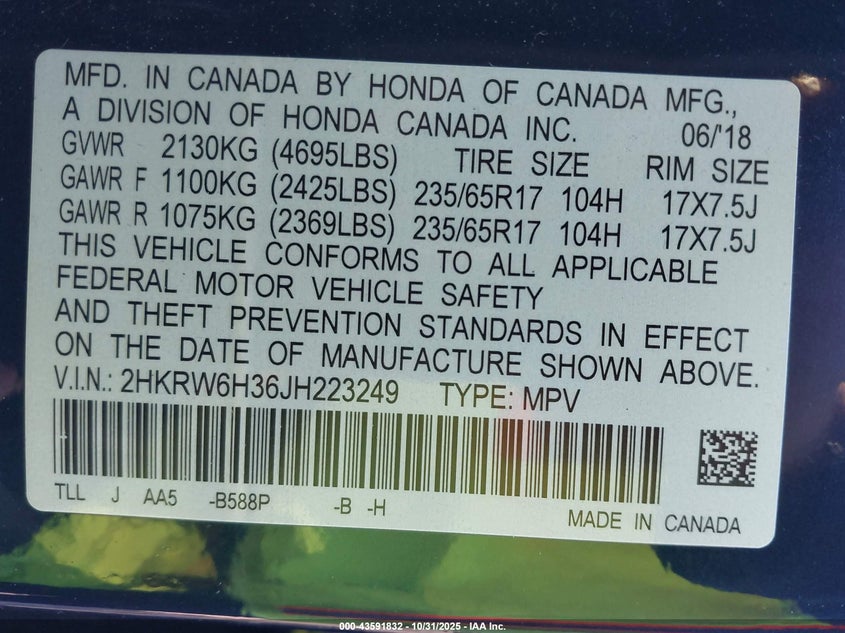 MFD. IN CANADA BY HONDA OF CANADA MFG.,
A DIVISION OF HONDA CANADA INC. 06/'18
GVWR 2130KG (4695LBS) TIRE SIZE RIM SIZE
GAWR F 1100KG (2425LBS) 235/65R17 104H 17X7.5J
GAWR R 1075KG (2369LBS) 235/65R17 104H 17X7.5J
THIS VEHICLE CONFORMS TO ALL APPLICABLE
FEDERAL MOTOR VEHICLE SAFETY
AND THEFT PREVENTION STANDARDS IN EFFECT
ON THE DATE OF MANUFACTURE SHOWN ABOVE.
V.I.N.: 2HKRW6H36JH223249 TYPE: MPV
TLL J AA5 -B588P -B -H
MADE IN CANADA
000-43591832 - 10/31/2025 - IAA Inc.